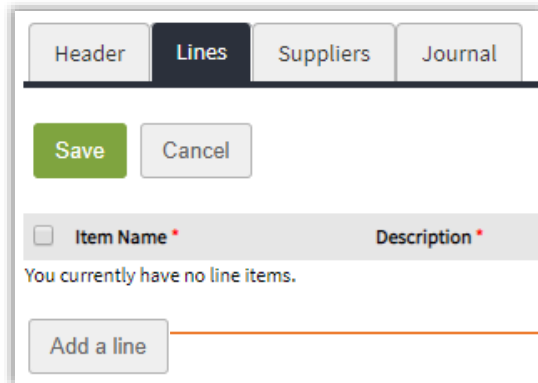 Header Lines Suppliers Journal
Save Cancel
Item Name * Description *
You currently have no line items.
Add a line